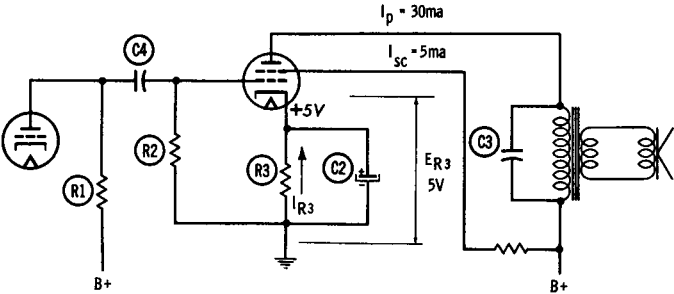 I_p = 30ma
I_sc = 5ma
C4
+5V
R2
R3
C2
E_R3
5V
C3
R1
I_R3
B+
B+